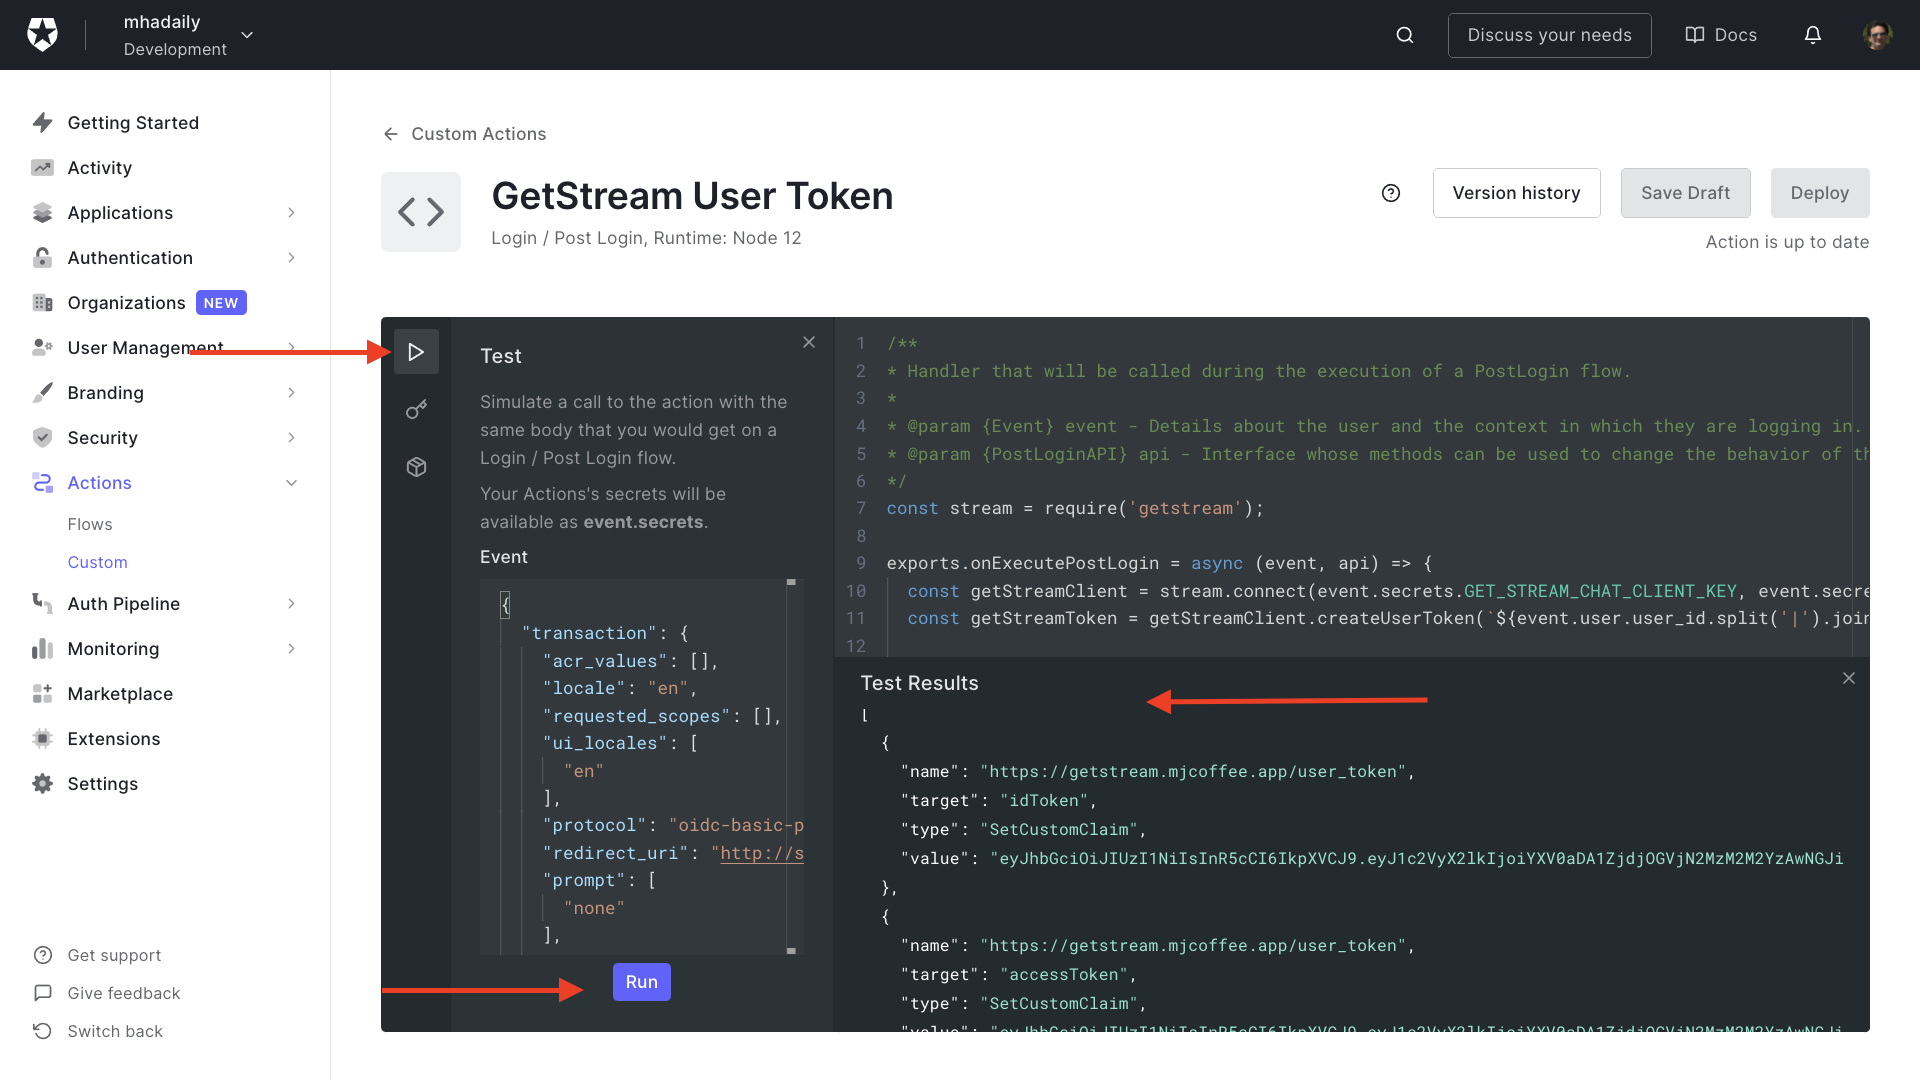 mhadaily
Development
Discuss your needs
Docs
Getting Started
Activity
Applications
Authentication
Organizations NEW
User Management
Branding
Security
Actions
Flows
Custom
Auth Pipeline
Monitoring
Marketplace
Extensions
Settings
Get support
Give feedback
Switch back
Custom Actions
GetStream User Token
Login / Post Login, Runtime: Node 12
Version history
Save Draft
Deploy
Action is up to date
Test
Simulate a call to the action with the
same body that you would get on a
Login / Post Login flow.
Your Actions's secrets will be
available as event.secrets.
Event
{
"transaction": {
"acr_values": [],
"locale": "en",
"requested_scopes": [],
"ui_locales": [
"en"
],
"protocol": "oidc-basic-p
"redirect_uri": "http://s
"prompt": [
"none"
],
Run
1 /**
2 * Handler that will be called during the execution of a PostLogin flow.
3 *
4 * @param {Event} event - Details about the user and the context in which they are logging in.
5 * @param {PostLoginAPI} api - Interface whose methods can be used to change the behavior of th
6 */
7 const stream = require('getstream');
8
9 exports.onExecutePostLogin = async (event, api) => {
10 const getStreamClient = stream.connect(event.secrets.GET_STREAM_CHAT_CLIENT_KEY, event.secre
11 const getStreamToken = getStreamClient.createUserToken(`${event.user.user_id.split('|').join
12
Test Results
[
{
"name": "https://getstream.mjcoffee.app/user_token",
"target": "idToken",
"type": "SetCustomClaim",
"value": "eyJhbGciOiJIUzI1NiIsInR5cCI6IkpXVCJ9.eyJ1c2VyX2lkIjoiYXV0aDA1ZjdjOGVjN2MzM2M2YzAwNGJi
},
{
"name": "https://getstream.mjcoffee.app/user_token",
"target": "accessToken",
"type": "SetCustomClaim",
"value": "eyJhbGciOiJIUzI1NiIsInR5cCI6IkpXVCJ9.eyJ1c2VyX2lkIjoiYXV0aDA1ZjdjOGVjN2MzM2M2YzAwNGJi